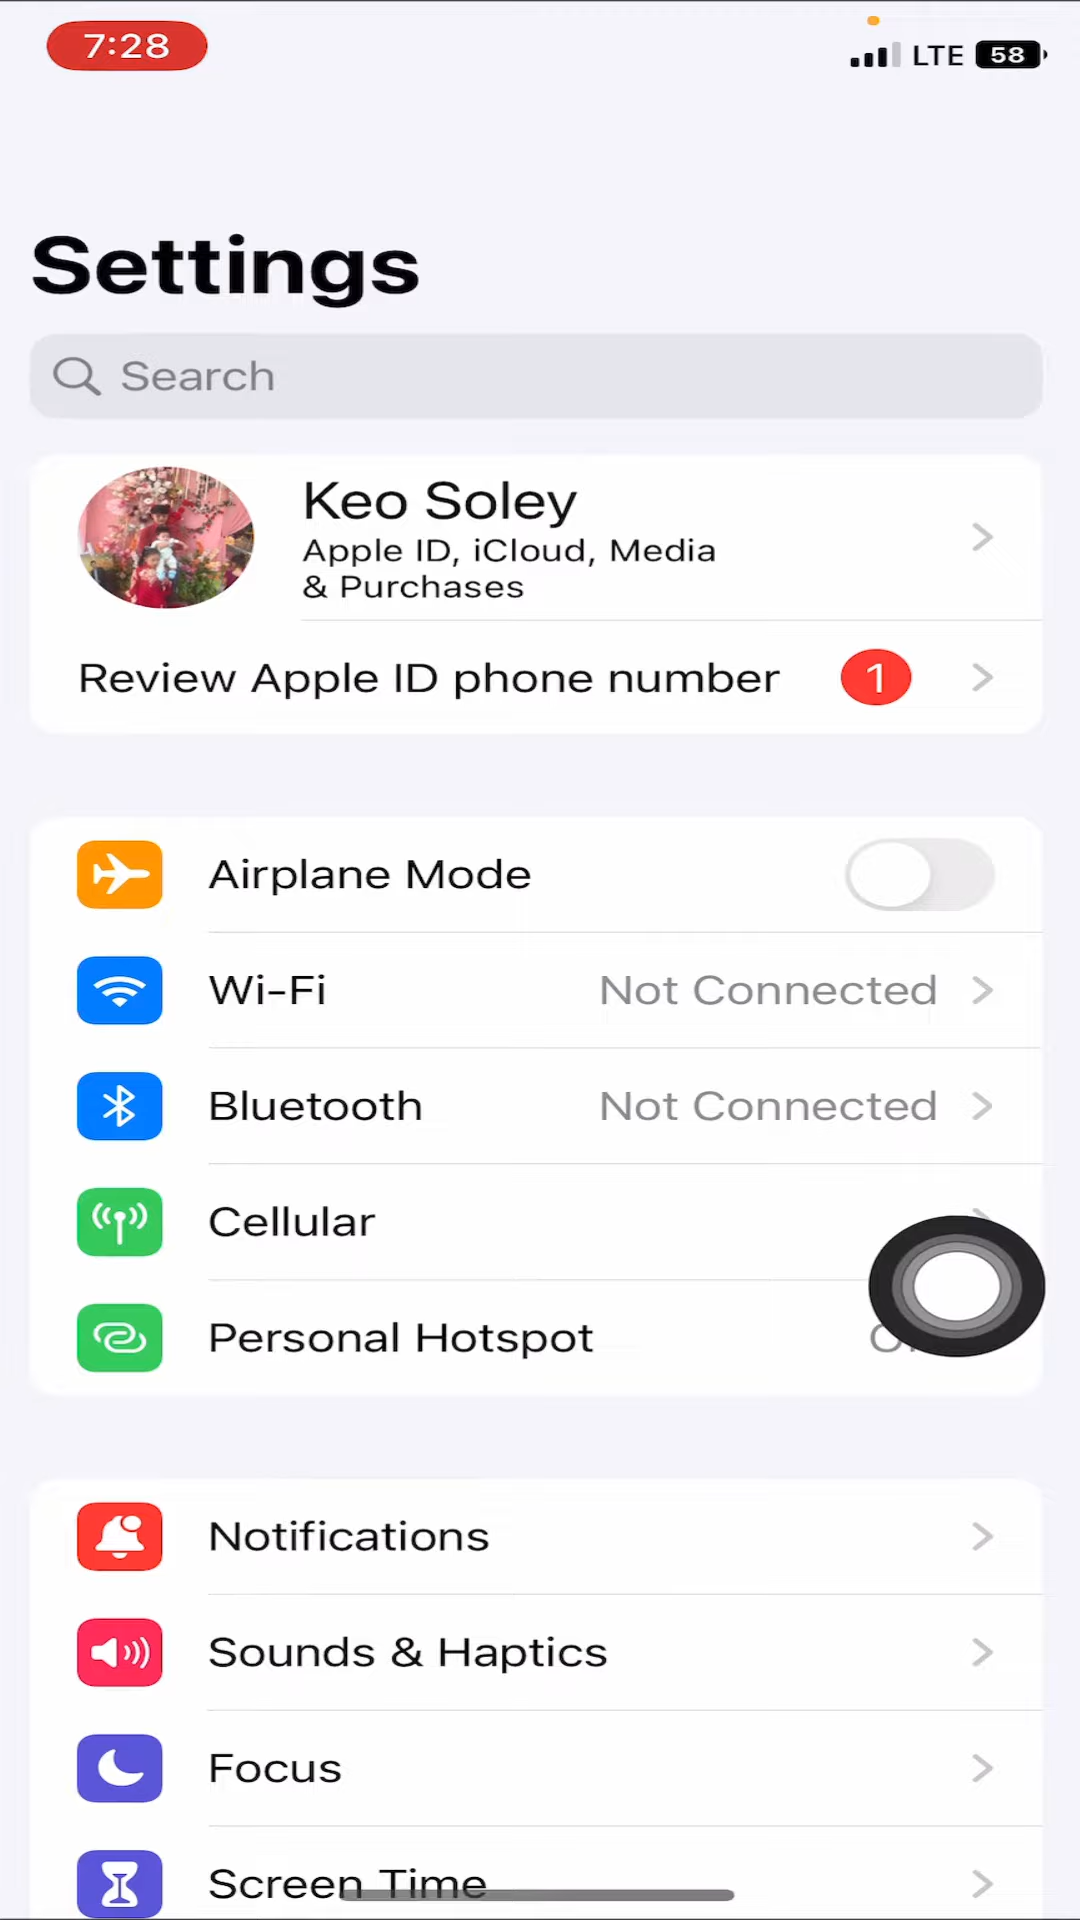 7:28
LTE 58
Settings
Search
Keo Soley
Apple ID, iCloud, Media
& Purchases
Review Apple ID phone number 1
Airplane Mode
Wi-Fi Not Connected
Bluetooth Not Connected
Cellular
Personal Hotspot
Notifications
Sounds & Haptics
Focus
Screen Time